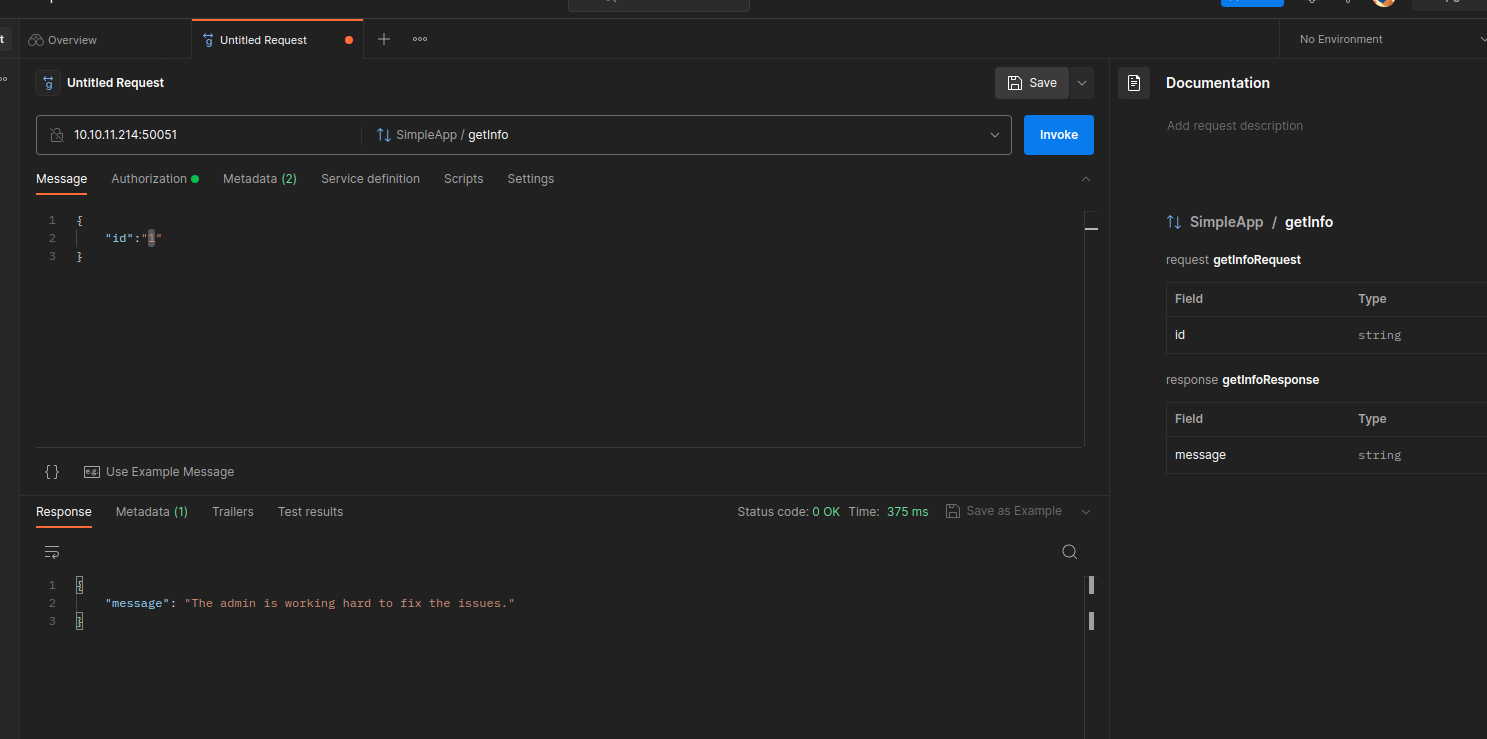 Overview
Untitled Request
No Environment
Untitled Request
Save
Documentation
10.10.11.214:50051
SimpleApp / getInfo
Invoke
Add request description
Message
Authorization
Metadata (2)
Service definition
Scripts
Settings
1 {
2 "id":"1"
3 }
SimpleApp / getInfo
request getInfoRequest
Field Type
id string
response getInfoResponse
Field Type
message string
{}
e.g. Use Example Message
Response
Metadata (1)
Trailers
Test results
Status code: 0 OK Time: 375 ms
Save as Example
1 {
2 "message": "The admin is working hard to fix the issues."
3 }